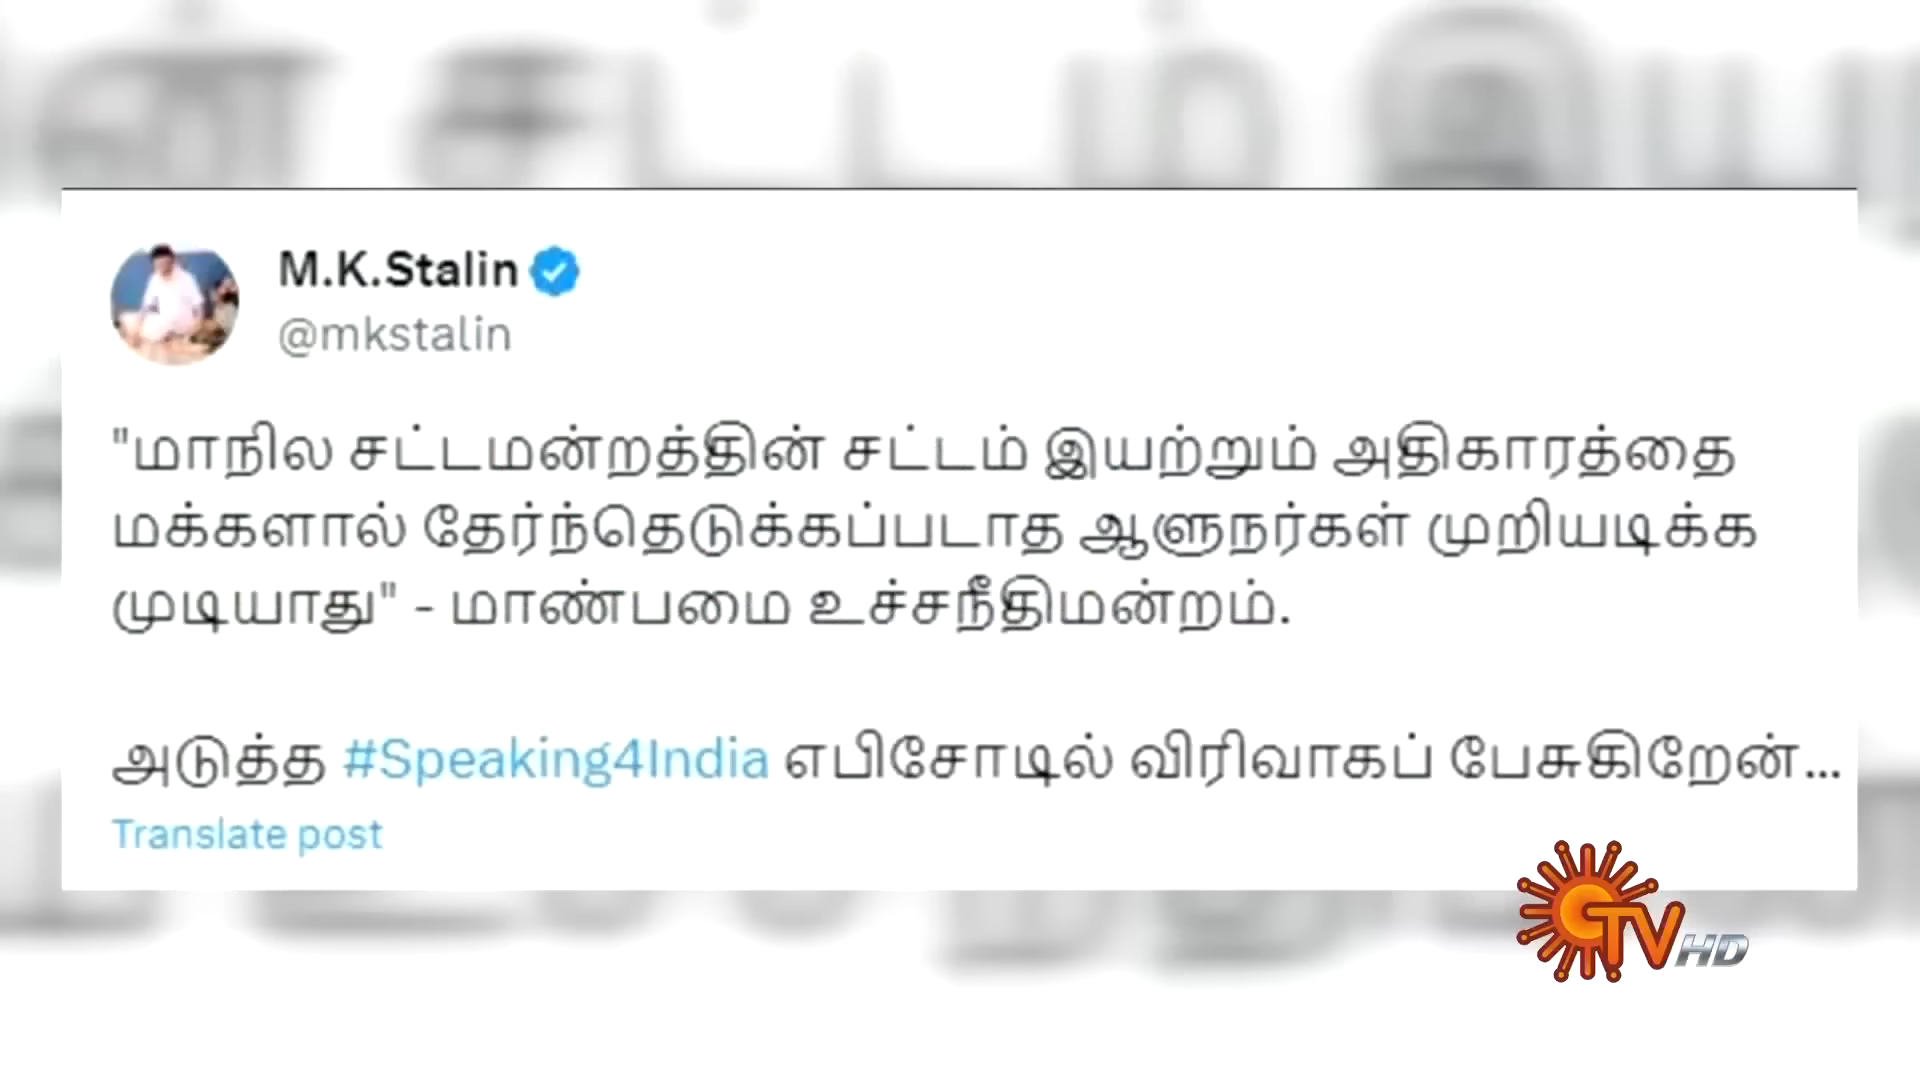 M.K.Stalin
@mkstalin
"மாநில சட்டமன்றத்தின் சட்டம் இயற்றும் அதிகாரத்தை
மக்களால் தேர்ந்தெடுக்கப்படாத ஆளுநர்கள் முறியடிக்க
முடியாது" - மாண்பமை உச்சநீதிமன்றம்.
அடுத்த #Speaking4India எபிசோடில் விரிவாகப் பேசுகிறேன்...
Translate post
TV HD